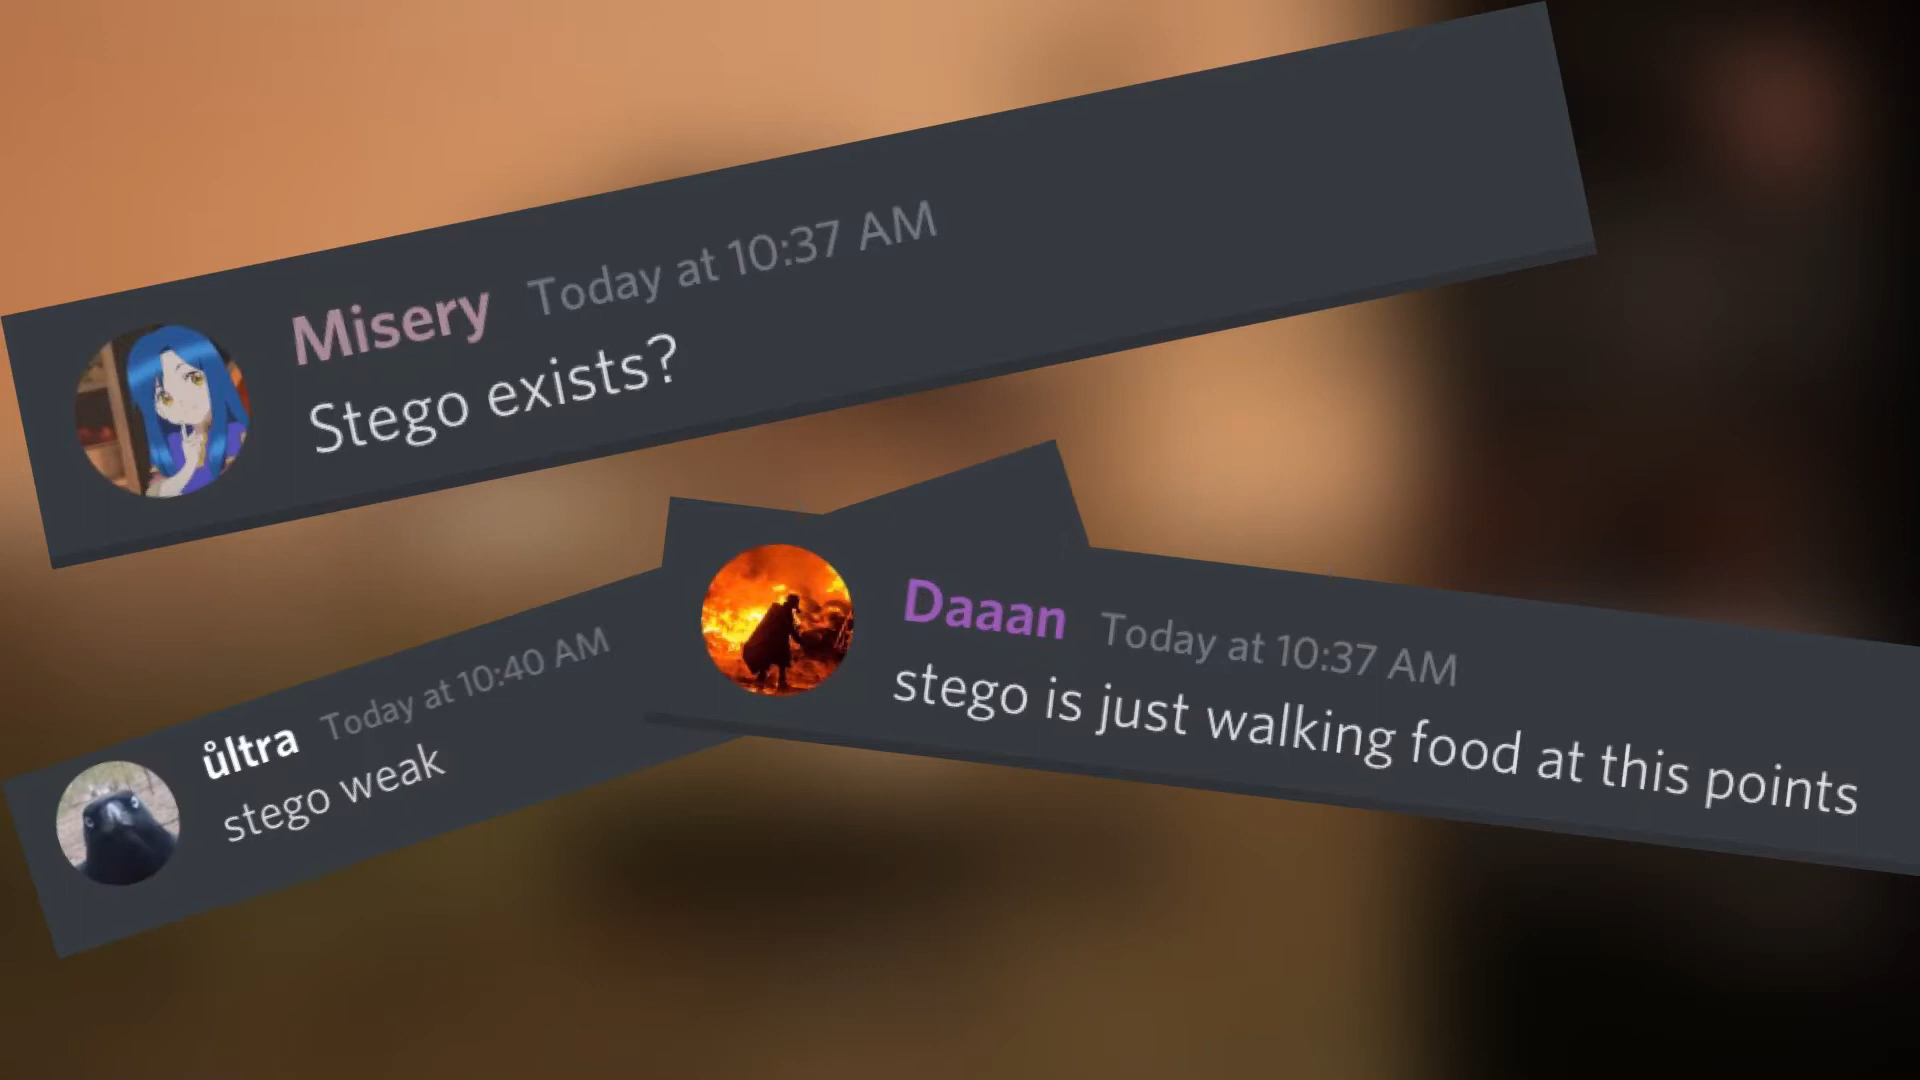 Misery Today at 10:37 AM
Stego exists?
Daaan Today at 10:37 AM
stego is just walking food at this points
ůltra Today at 10:40 AM
stego weak